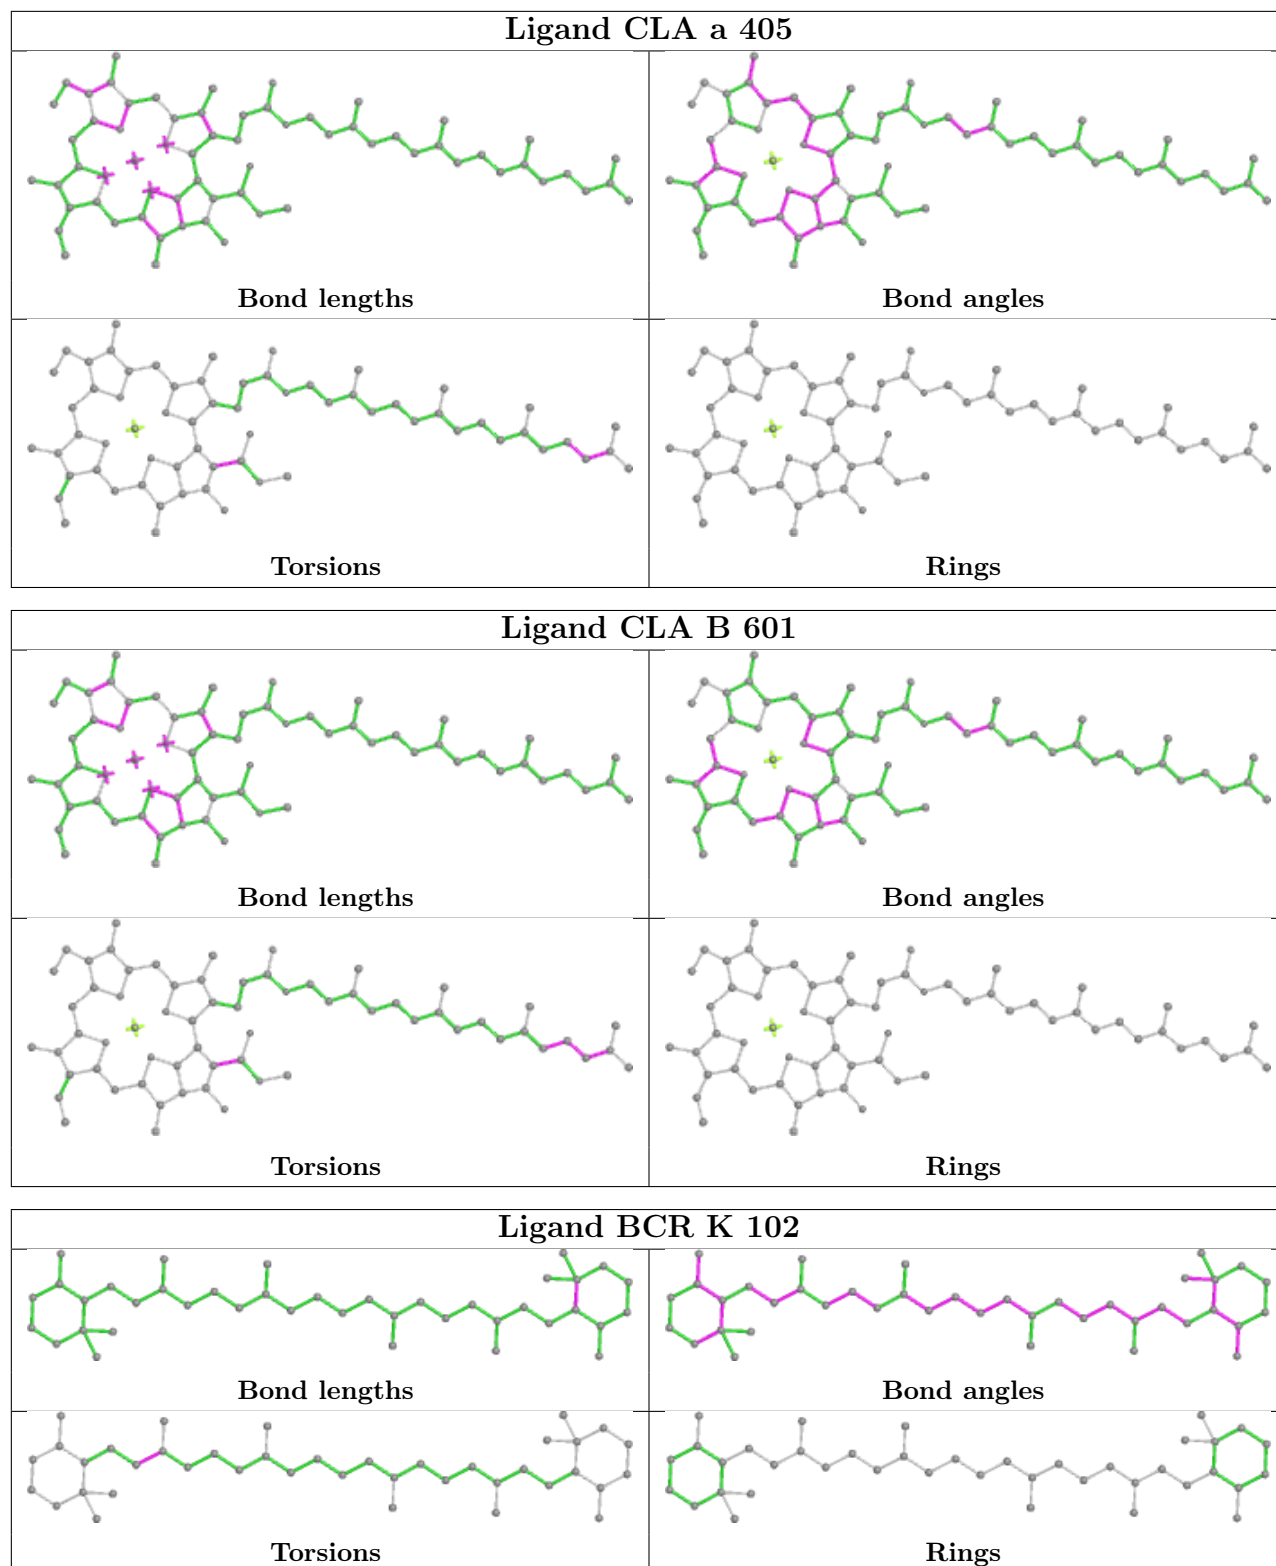 Ligand CLA a 405
Bond lengths
Bond angles
Torsions
Rings
Ligand CLA B 601
Bond lengths
Bond angles
Torsions
Rings
Ligand BCR K 102
Bond lengths
Bond angles
Torsions
Rings